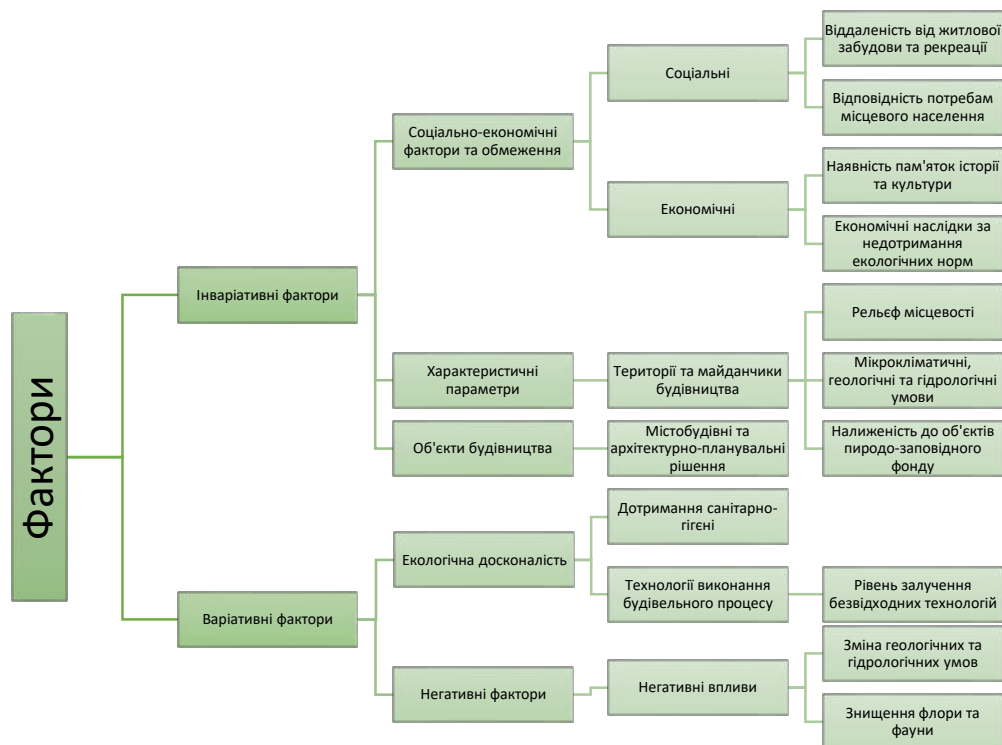 Фактори
Інваріативні фактори
Соціально-економічні
фактори та обмеження
Соціальні
Віддаленість від житлової
забудови та рекреації
Відповідність потребам
місцевого населення
Економічні
Наявність пам'яток історії
та культури
Економічні наслідки за
недотримання
екологічних норм
Характеристичні
параметри
Території та майданчики
будівництва
Рельєф місцевості
Мікрокліматичні,
геологічні та гідрологічні
умови
Налиженість до об'єктів
пиродо-заповідного
фонду
Об'єкти будівництва
Містобудівні та
архітектурно-планувальні
рішення
Варіативні фактори
Екологічна досконалість
Дотримання санітарно-
гігєні
Технології виконання
будівельного процесу
Рівень залучення
безвідходних технологій
Негативні фактори
Негативні впливи
Зміна геологічних та
гідрологічних умов
Знищення флори та
фауни